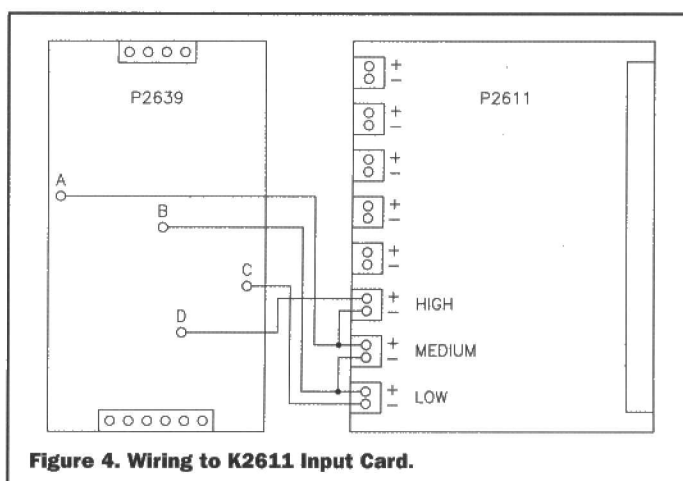 P2639
P2611
+
−
+
−
+
−
+
−
+
−
A
B
C
D
+
−
HIGH
+
−
MEDIUM
+
−
LOW
Figure 4. Wiring to K2611 Input Card.